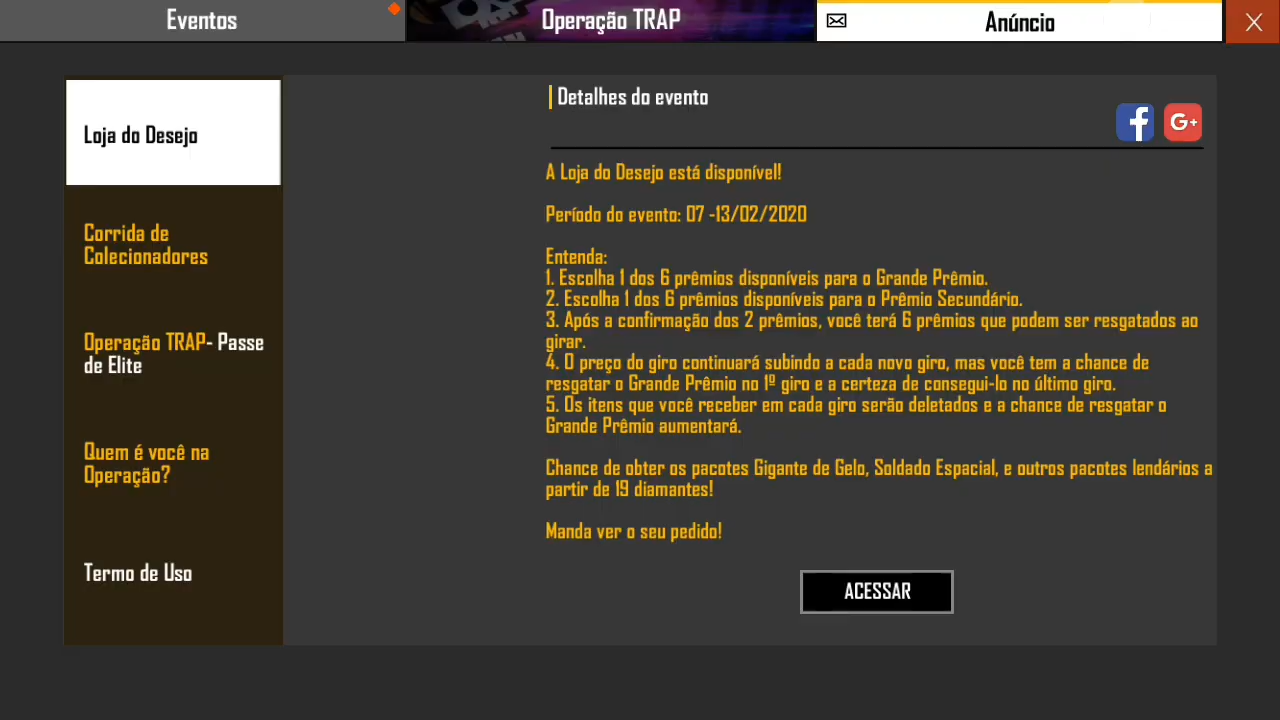 Eventos
Operação TRAP
Anúncio
Loja do Desejo
Corrida de
Colecionadores
Operação TRAP- Passe
de Elite
Quem é você na
Operação?
Termo de Uso
Detalhes do evento
f
G+
A Loja do Desejo está disponível!
Período do evento: 07 -13/02/2020
Entenda:
1. Escolha 1 dos 6 prêmios disponíveis para o Grande Prêmio.
2. Escolha 1 dos 6 prêmios disponíveis para o Prêmio Secundário.
3. Após a confirmação dos 2 prêmios, você terá 6 prêmios que podem ser resgatados ao
girar.
4. O preço do giro continuará subindo a cada novo giro, mas você tem a chance de
resgatar o Grande Prêmio no 1º giro e a certeza de consegui-lo no último giro.
5. Os itens que você receber em cada giro serão deletados e a chance de resgatar o
Grande Prêmio aumentará.
Chance de obter os pacotes Gigante de Gelo, Soldado Espacial, e outros pacotes lendários a
partir de 19 diamantes!
Manda ver o seu pedido!
ACESSAR